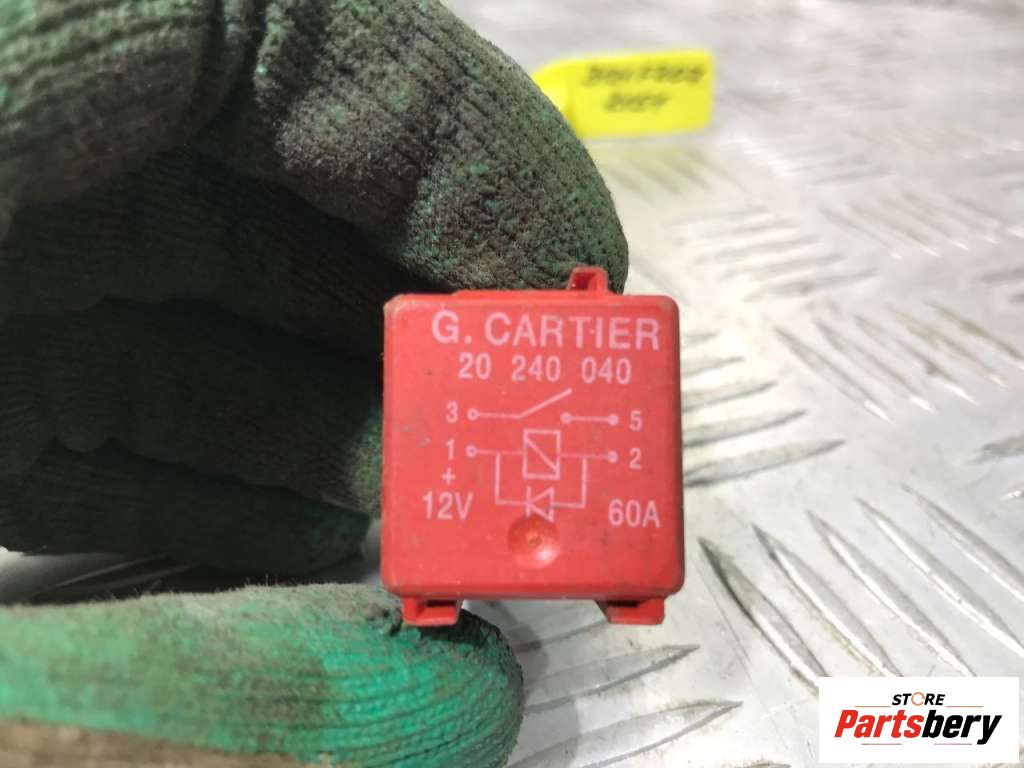 G. CARTIER
20 240 040
3 5
1 2
+
12V 60A
STORE
Partsbery